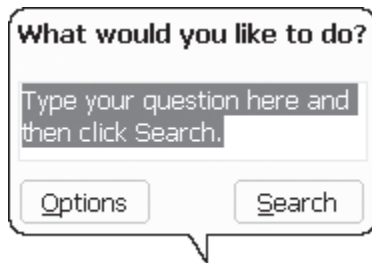 What would you like to do?
Type your question here and
then click Search.
Options
Search